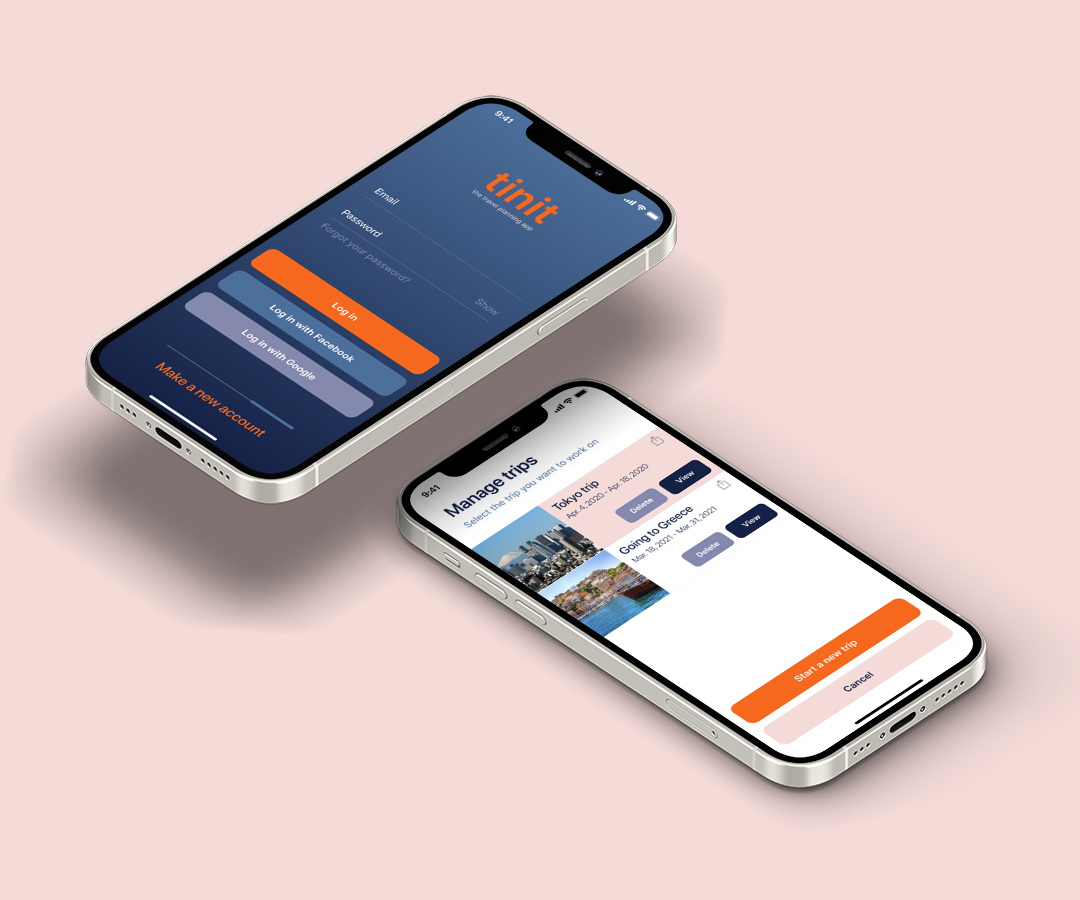 9:41
tinit
the travel planning app
Email
Password
Forgot your password?
Show
Log in
Log in with Facebook
Log in with Google
Make a new account
9:41
Manage trips
Select the trip you want to work on
Tokyo trip
Apr. 4, 2020 - Apr. 18, 2020
Delete
View
Going to Greece
Mar. 18, 2021 - Mar. 31, 2021
Delete
View
Start a new trip
Cancel